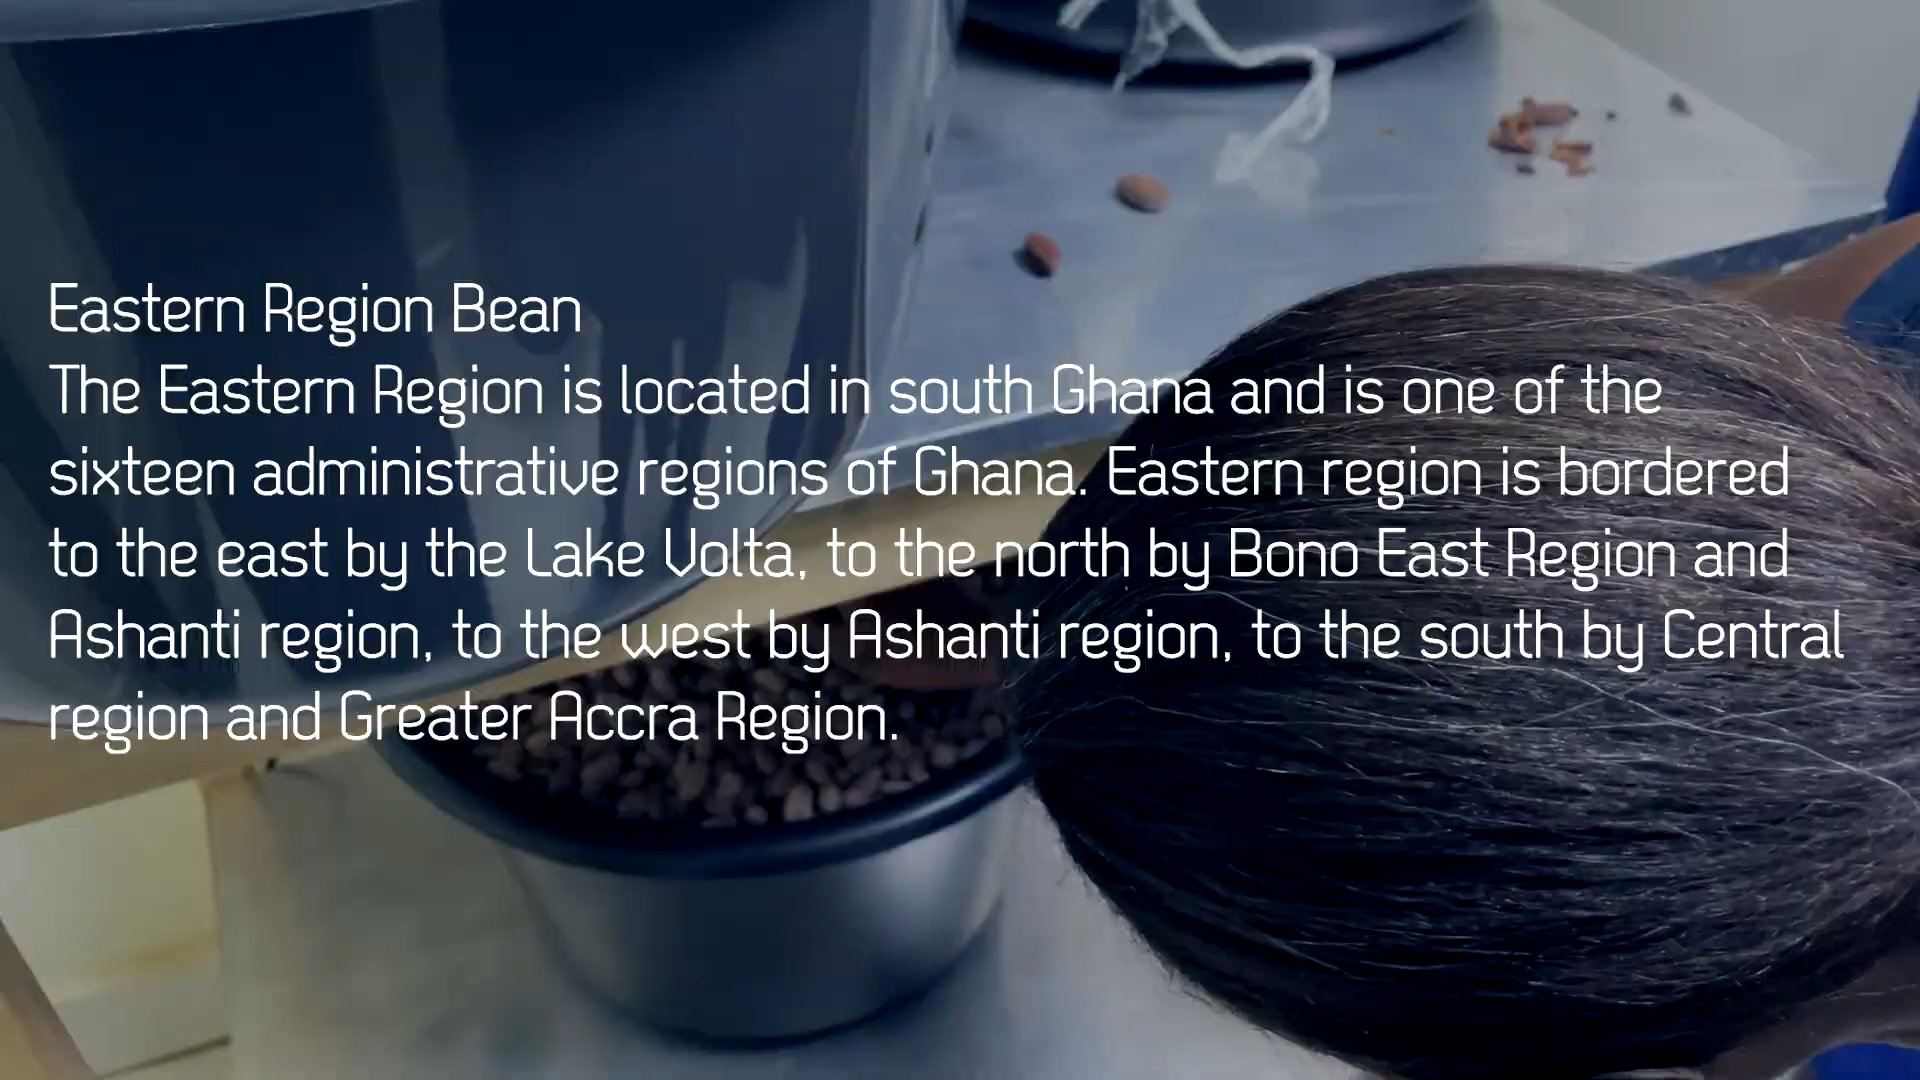 Eastern Region Bean
The Eastern Region is located in south Ghana and is one of the
sixteen administrative regions of Ghana. Eastern region is bordered
to the east by the Lake Volta, to the north by Bono East Region and
Ashanti region, to the west by Ashanti region, to the south by Central
region and Greater Accra Region.